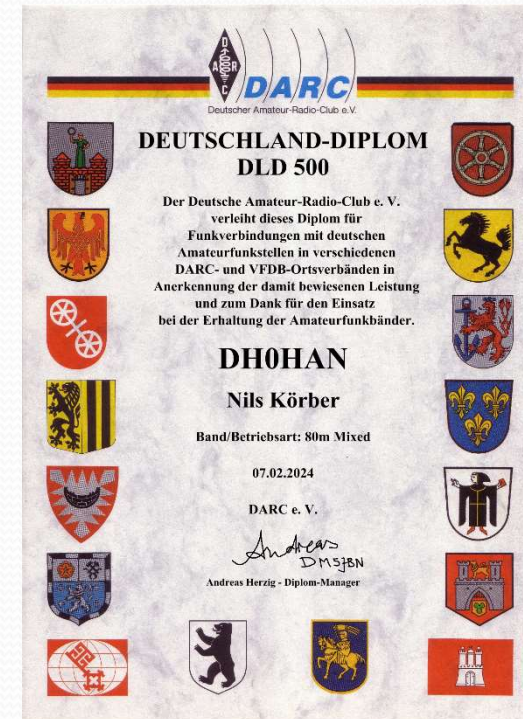 D
A R
C
DARC
Deutscher Amateur-Radio-Club e.V.
DEUTSCHLAND-DIPLOM
DLD 500
Der Deutsche Amateur-Radio-Club e. V.
verleiht dieses Diplom für
Funkverbindungen mit deutschen
Amateurfunkstellen in verschiedenen
DARC- und VFDB-Ortsverbänden in
Anerkennung der damit bewiesenen Leistung
und zum Dank für den Einsatz
bei der Erhaltung der Amateurfunkbänder.
DH0HAN
Nils Körber
Band/Betriebsart: 80m Mixed
07.02.2024
DARC e. V.
Andreas
DM5JBN
Andreas Herzig - Diplom-Manager